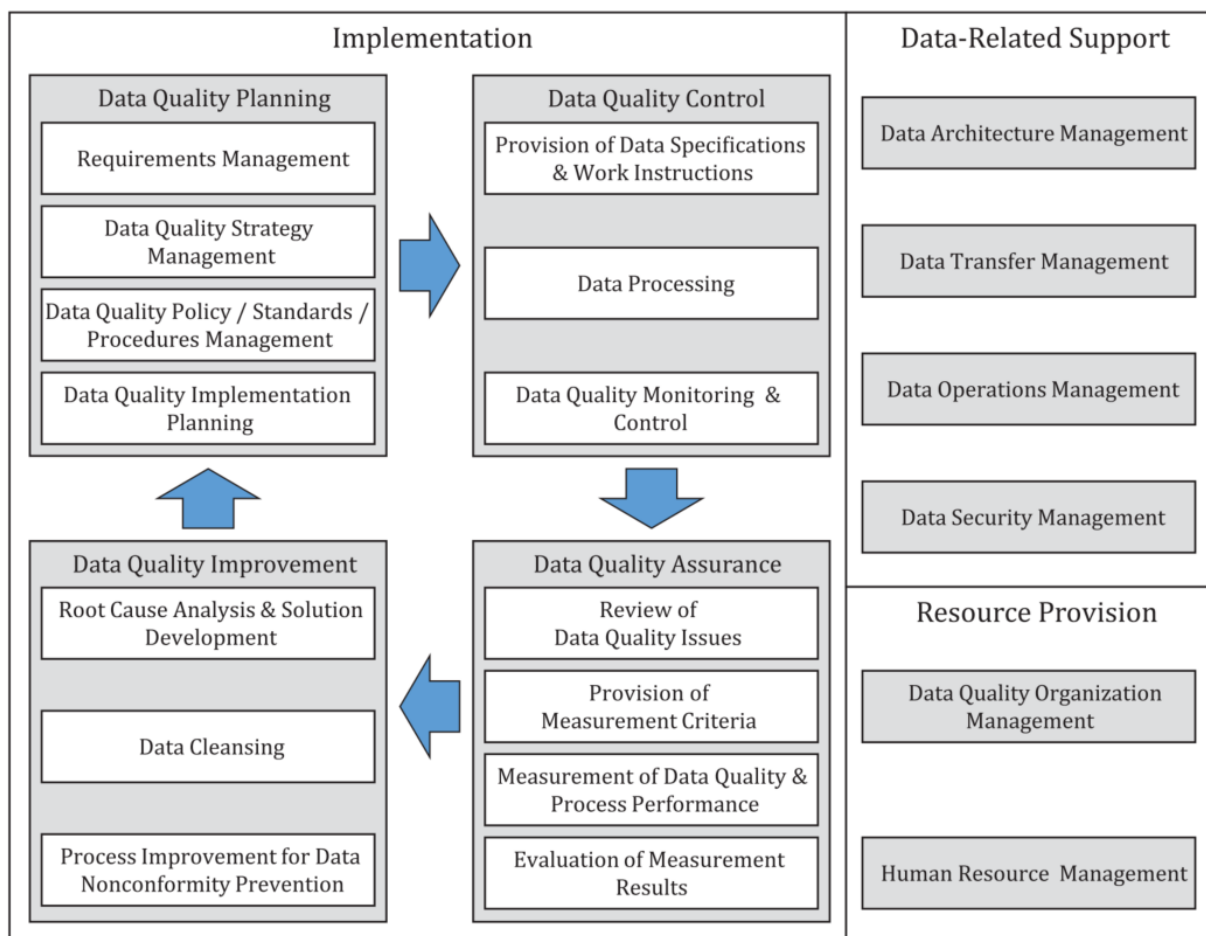 Implementation
Data Quality Planning
Requirements Management
Data Quality Strategy
Management
Data Quality Policy / Standards /
Procedures Management
Data Quality Implementation
Planning
Data Quality Control
Provision of Data Specifications
& Work Instructions
Data Processing
Data Quality Monitoring & 
Control
Data Quality Improvement
Root Cause Analysis & Solution
Development
Data Cleansing
Process Improvement for Data
Nonconformity Prevention
Data Quality Assurance
Review of
Data Quality Issues
Provision of
Measurement Criteria
Measurement of Data Quality &
Process Performance
Evaluation of Measurement
Results
Data-Related Support
Data Architecture Management
Data Transfer Management
Data Operations Management
Data Security Management
Resource Provision
Data Quality Organization
Management
Human Resource Management